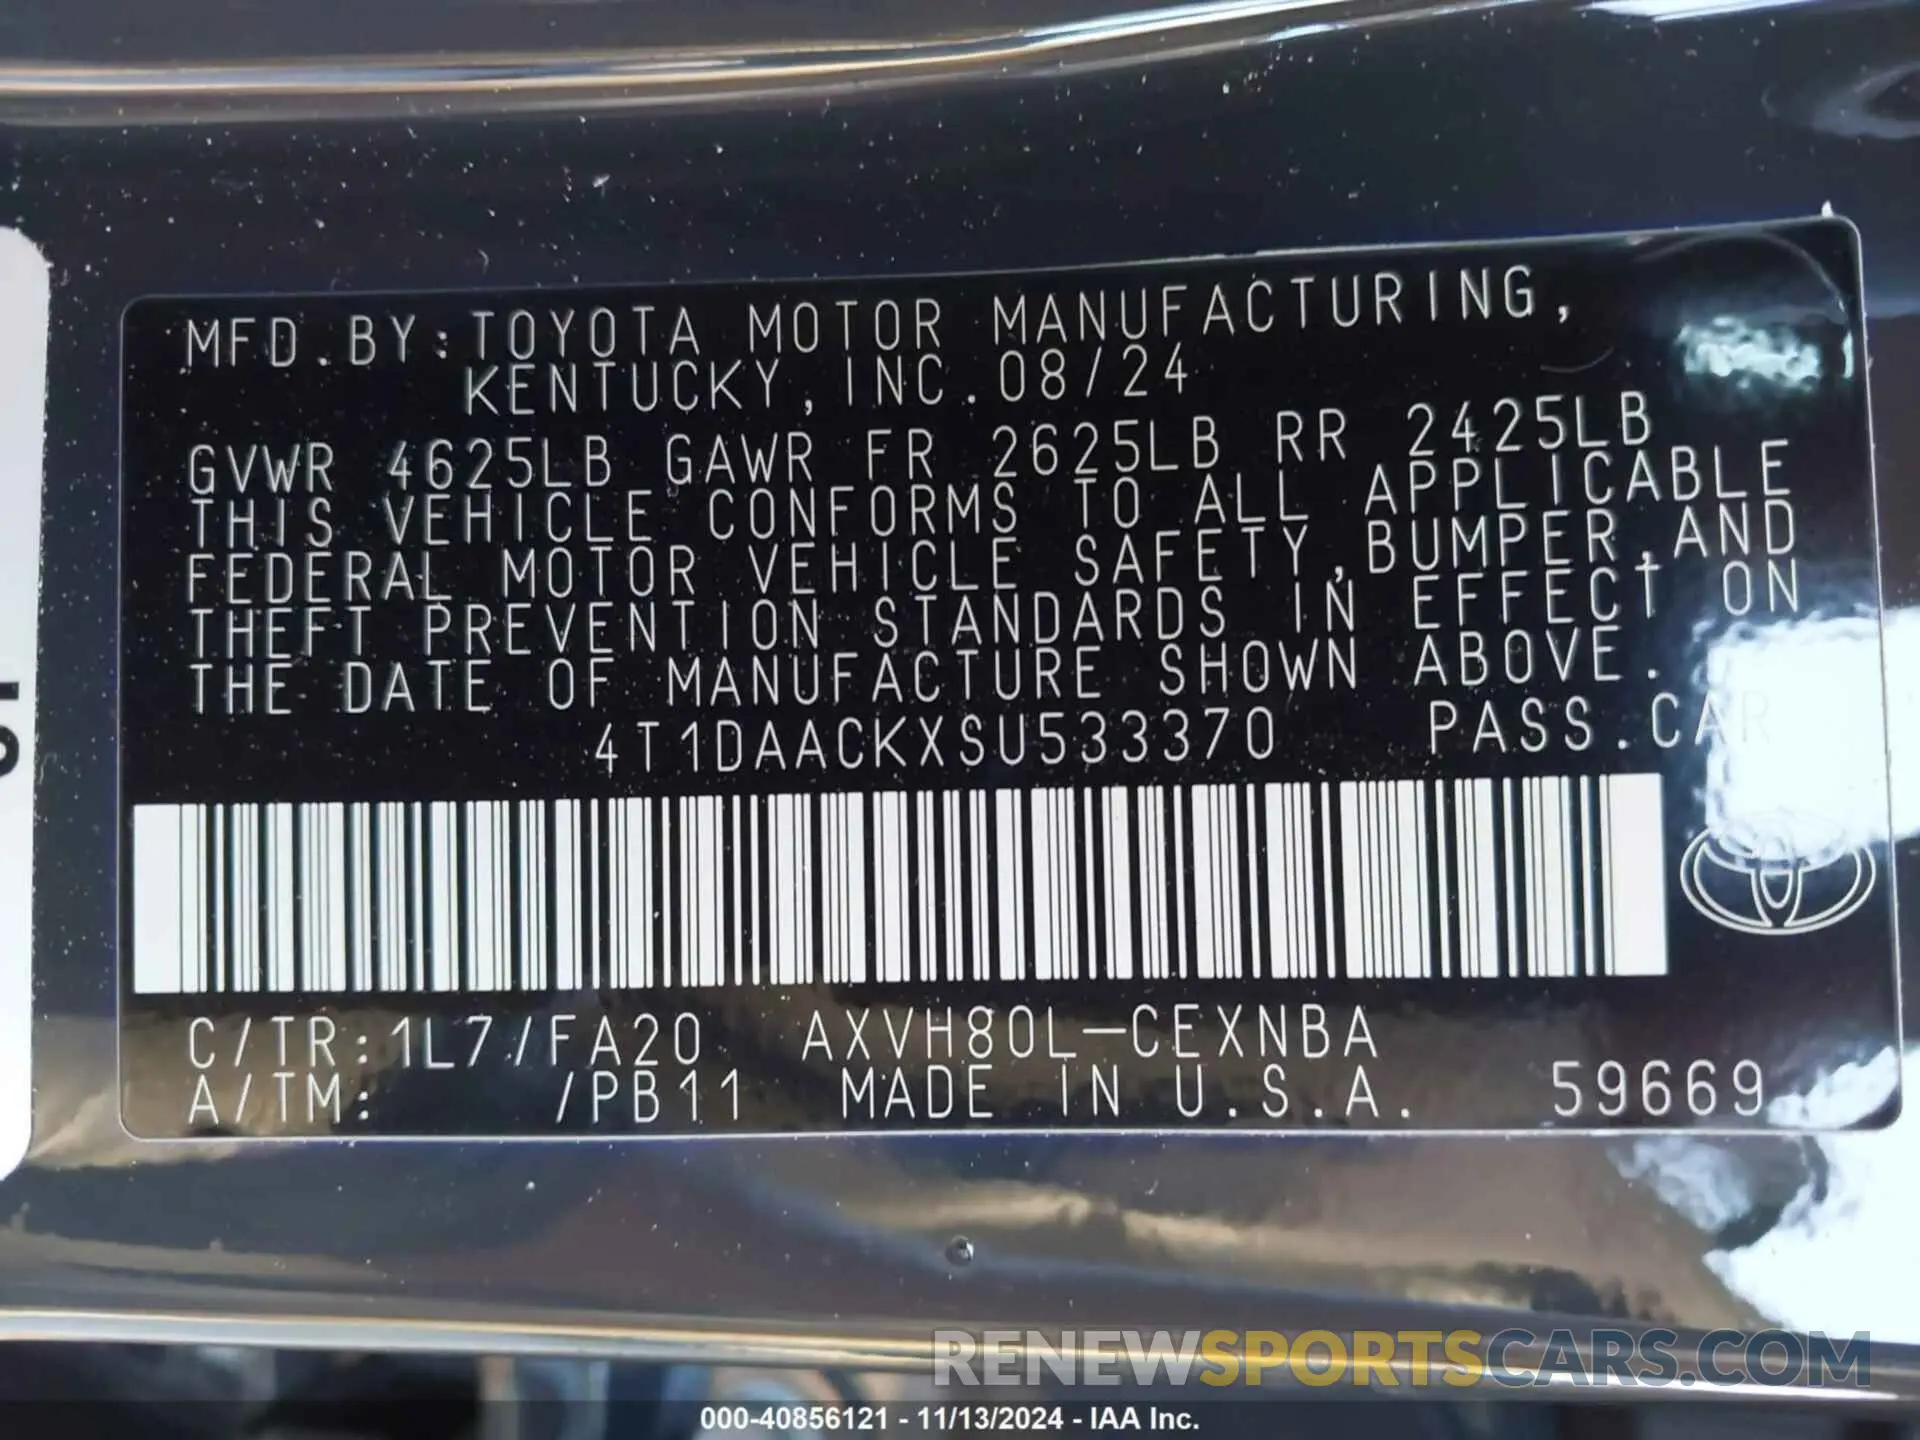 MFD.BY:TOYOTA MOTOR MANUFACTURING,
KENTUCKY,INC.08/24
GVWR 4625LB GAWR FR 2625LB RR 2425LB
THIS VEHICLE CONFORMS TO ALL APPLICABLE
FEDERAL MOTOR VEHICLE SAFETY,BUMPER,AND
THEFT PREVENTION STANDARDS IN EFFECT ON
THE DATE OF MANUFACTURE SHOWN ABOVE.
4T1DAACKXSU533370 PASS.CAR
C/TR:1L7/FA20 AXVH80L-CEXNBA
A/TM: /PB11 MADE IN U.S.A. 59669
RENEWSPORTSCARS.COM
000-40856121 - 11/13/2024 - IAA Inc.